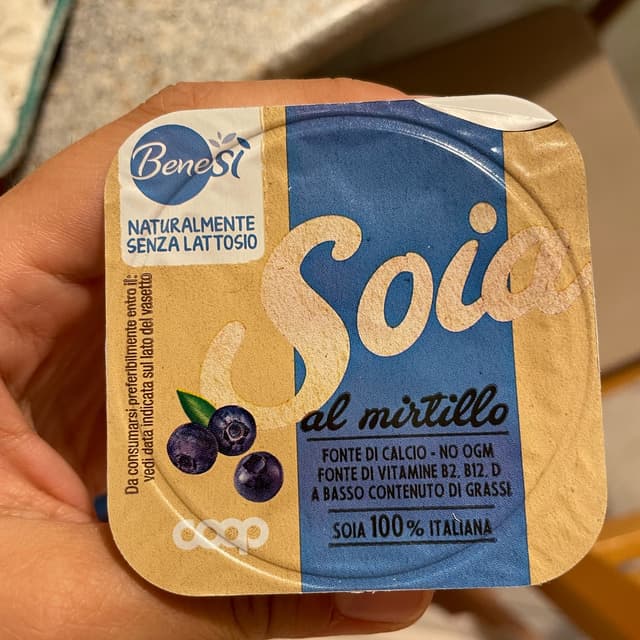 BeneSì
NATURALMENTE
SENZA LATTOSIO
Da consumarsi preferibilmente entro il:
vedi data indicata sul lato del vasetto
Soia
al mirtillo
FONTE DI CALCIO - NO OGM
FONTE DI VITAMINE B2, B12, D
A BASSO CONTENUTO DI GRASSI
SOIA 100% ITALIANA
coop